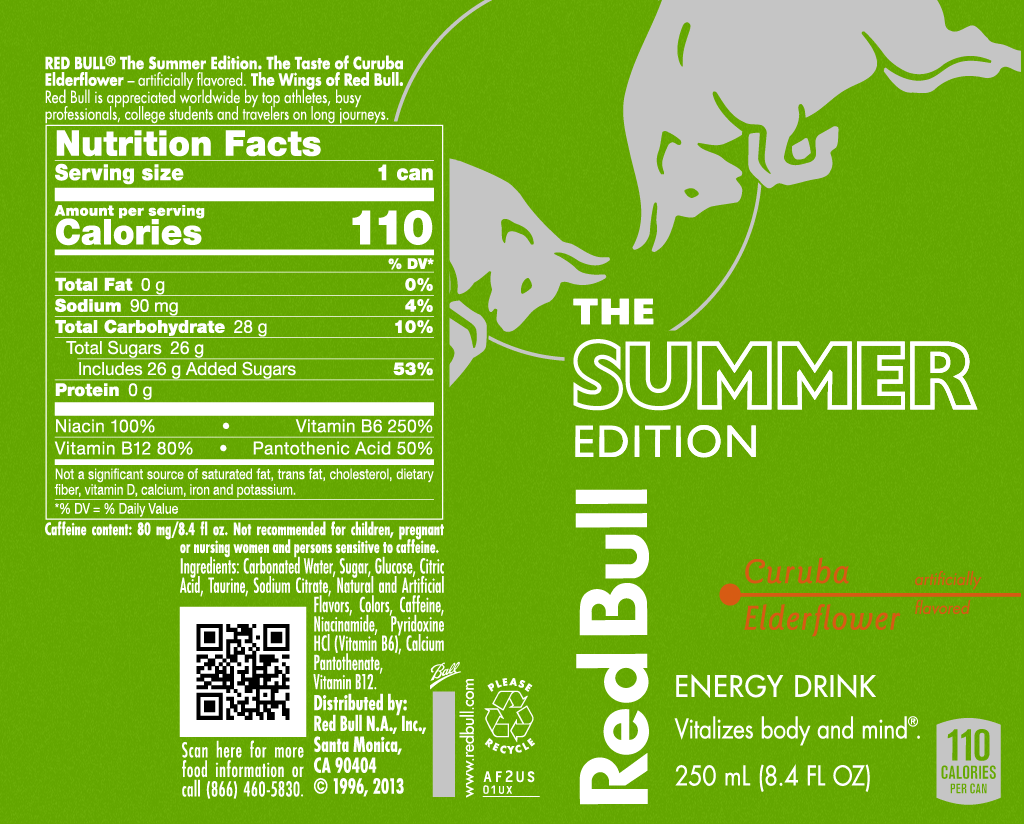 RED BULL® The Summer Edition. The Taste of Curuba
Elderflower – artificially flavored. The Wings of Red Bull.
Red Bull is appreciated worldwide by top athletes, busy
professionals, college students and travelers on long journeys.
Nutrition Facts
Serving size 1 can
Amount per serving
Calories 110
% DV*
Total Fat 0 g 0%
Sodium 90 mg 4%
Total Carbohydrate 28 g 10%
Total Sugars 26 g
Includes 26 g Added Sugars 53%
Protein 0 g
Niacin 100% • Vitamin B6 250%
Vitamin B12 80% • Pantothenic Acid 50%
Not a significant source of saturated fat, trans fat, cholesterol, dietary
fiber, vitamin D, calcium, iron and potassium.
*% DV = % Daily Value
Caffeine content: 80 mg/8.4 fl oz. Not recommended for children, pregnant
or nursing women and persons sensitive to caffeine.
Ingredients: Carbonated Water, Sugar, Glucose, Citric
Acid, Taurine, Sodium Citrate, Natural and Artificial
Flavors, Colors, Caffeine,
Niacinamide, Pyridoxine
HCl (Vitamin B6), Calcium
Pantothenate,
Vitamin B12.
Distributed by:
Red Bull N.A., Inc.,
Santa Monica,
CA 90404
© 1996, 2013
Scan here for more
food information or
call (866) 460-5830.
Ball
www.redbull.com
PLEASE
RECYCLE
AF2US
01UX
THE
SUMMER
EDITION
Red Bull
Curuba
Elderflower
artificially
flavored
ENERGY DRINK
Vitalizes body and mind®.
250 mL (8.4 FL OZ)
110
CALORIES
PER CAN